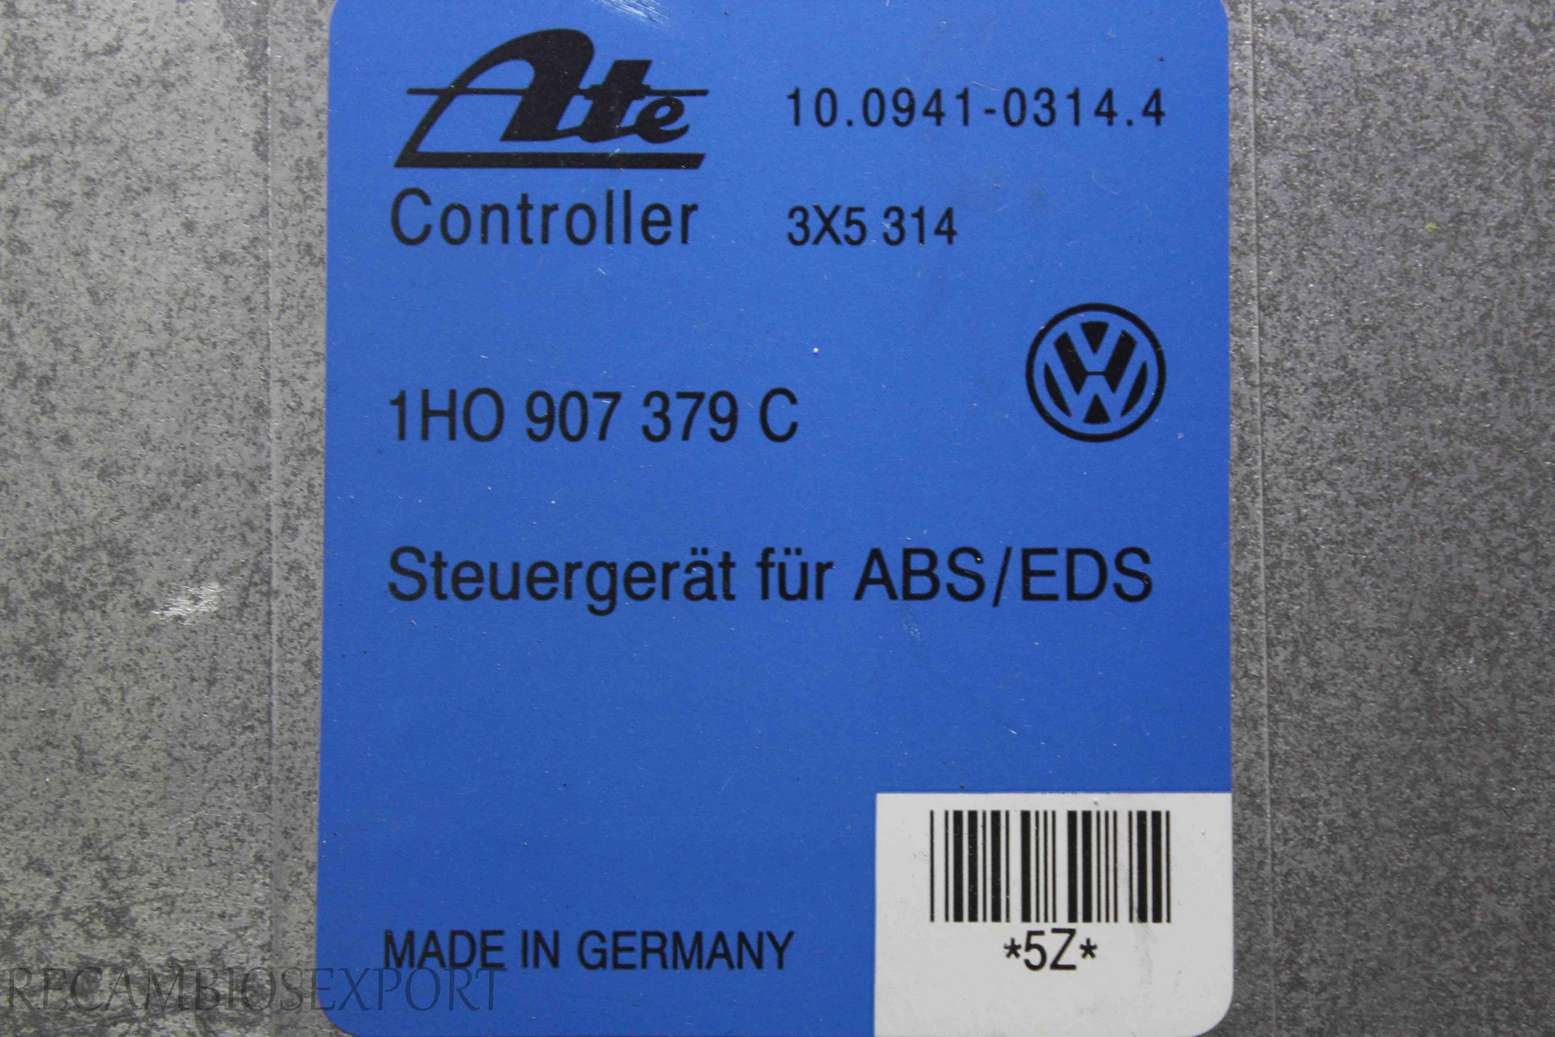 Ate
10.0941-0314.4
Controller
3X5 314
1HO 907 379 C
Steuergerät für ABS/EDS
*5Z*
MADE IN GERMANY
RECAMBIOSEXPORT